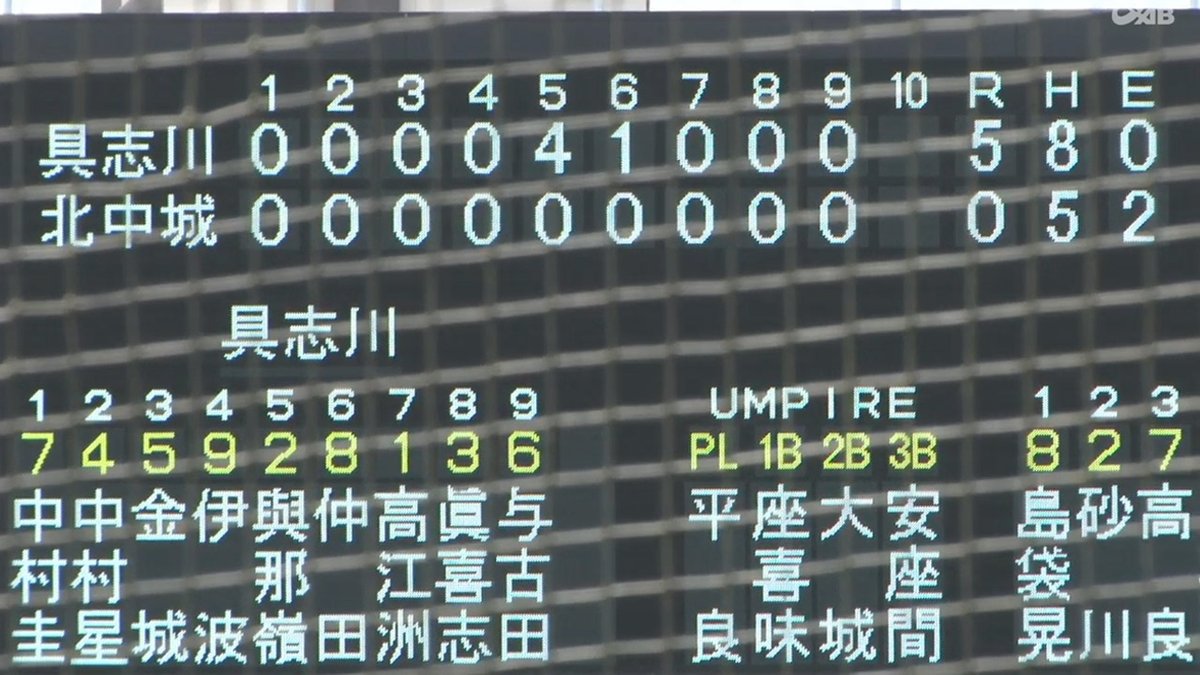 1 2 3 4 5 6 7 8 9 10 R H E
具志川 0 0 0 0 4 1 0 0 0 5 8 0
北中城 0 0 0 0 0 0 0 0 0 0 5 2
具志川
1 2 3 4 5 6 7 8 9 UMPIRE 1 2 3
7 4 5 9 2 8 1 3 6 PL 1B 2B 3B 8 2 7
中 中 金 伊 與 仲 高 眞 与 平 座 大 安 島 砂 高
村 村 那 江 喜 古 喜 座 袋
圭 星 城 波 嶺 田 洲 志 田 良 味 城 間 晃 川 良